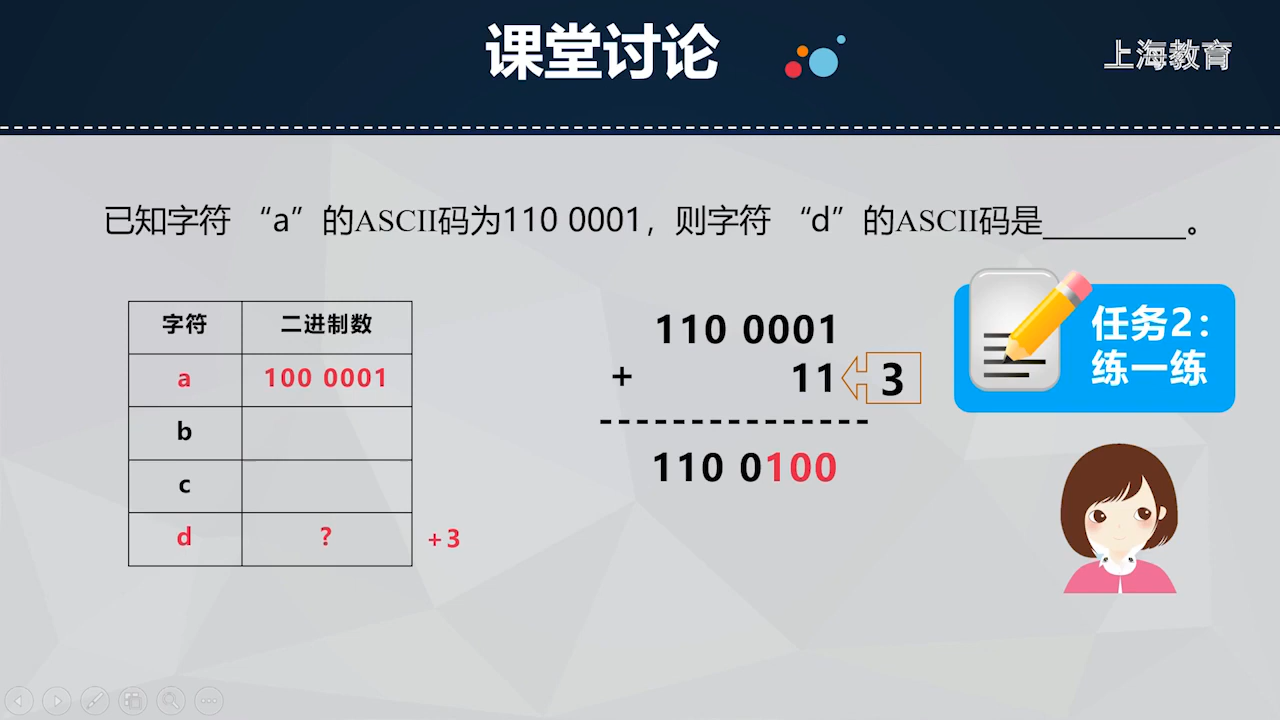 课堂讨论
上海教育
已知字符 “a” 的ASCII码为110 0001，则字符 “d” 的ASCII码是_________。
字符 二进制数
a 100 0001
b
c
d ? +3
110 0001
+ 11 3
110 0100
任务2：
练一练